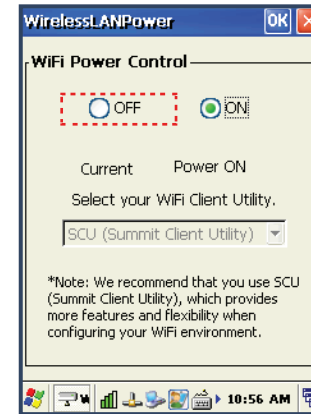 WirelessLANPower OK
WiFi Power Control
OFF ON
Current Power ON
Select your WiFi Client Utility.
SCU (Summit Client Utility)
*Note: We recommend that you use SCU
(Summit Client Utility), which provides
more features and flexibility when
configuring your WiFi environment.
10:56 AM